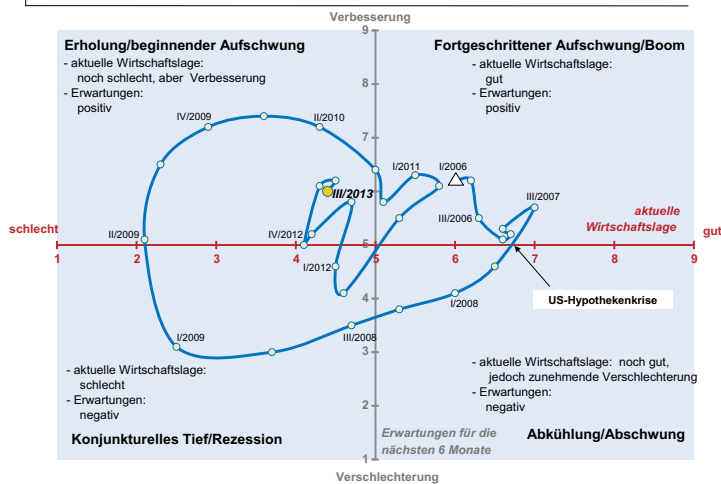 Verbesserung
9
Erholung/beginnender Aufschwung
- aktuelle Wirtschaftslage:
noch schlecht, aber Verbesserung
- Erwartungen:
positiv
Fortgeschrittener Aufschwung/Boom
- aktuelle Wirtschaftslage:
gut
- Erwartungen:
positiv
8
7
6
5
IV/2009
II/2010
I/2011
I/2006
III/2013
III/2007
III/2006
IV/2012
II/2009
I/2012
schlecht
aktuelle
Wirtschaftslage
gut
1
2
3
4
5
6
7
8
9
US-Hypothekenkrise
I/2008
III/2008
I/2009
4
3
2
1
- aktuelle Wirtschaftslage:
schlecht
- Erwartungen:
negativ
Konjunkturelles Tief/Rezession
- aktuelle Wirtschaftslage: noch gut,
jedoch zunehmende Verschlechterung
- Erwartungen:
negativ
Abkühlung/Abschwung
Erwartungen für die
nächsten 6 Monate
Verschlechterung